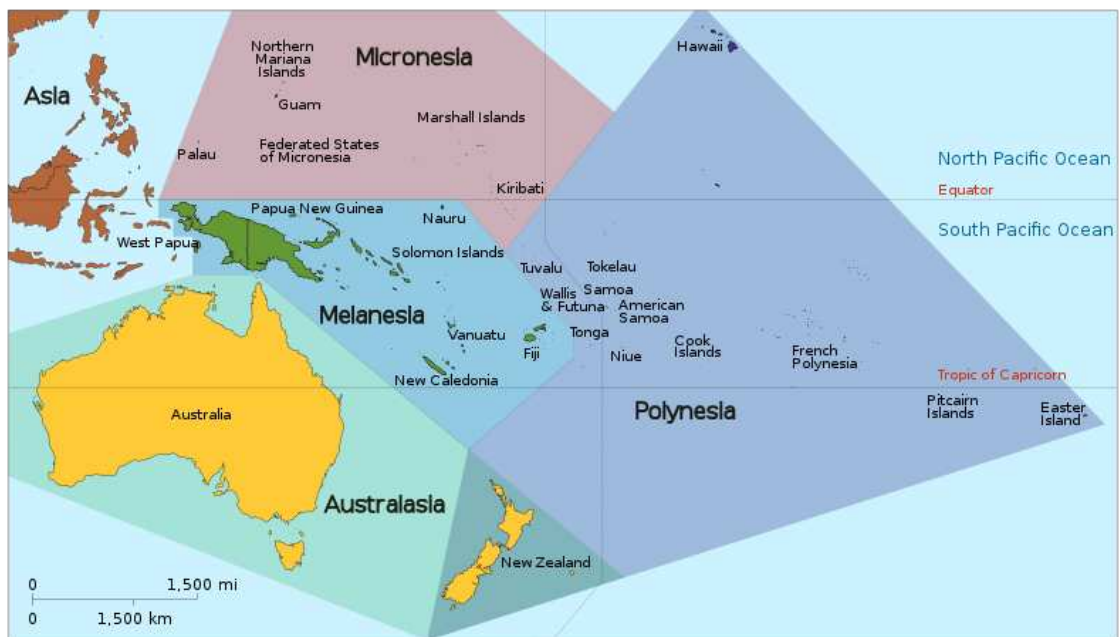 Northern
Mariana
Islands
Micronesia
Hawaii
Asia
Guam
Marshall Islands
Federated States
of Micronesia
Palau
North Pacific Ocean
Kiribati
Equator
Papua New Guinea
Nauru
South Pacific Ocean
West Papua
Solomon Islands
Tuvalu
Tokelau
Samoa
Wallis
& Futuna
American
Samoa
Melanesia
Vanuatu
Tonga
Fiji
Niue
Cook
Islands
French
Polynesia
New Caledonia
Tropic of Capricorn
Australia
Polynesia
Pitcairn
Islands
Easter
Island
Australasia
New Zealand
0 1,500 mi
0 1,500 km